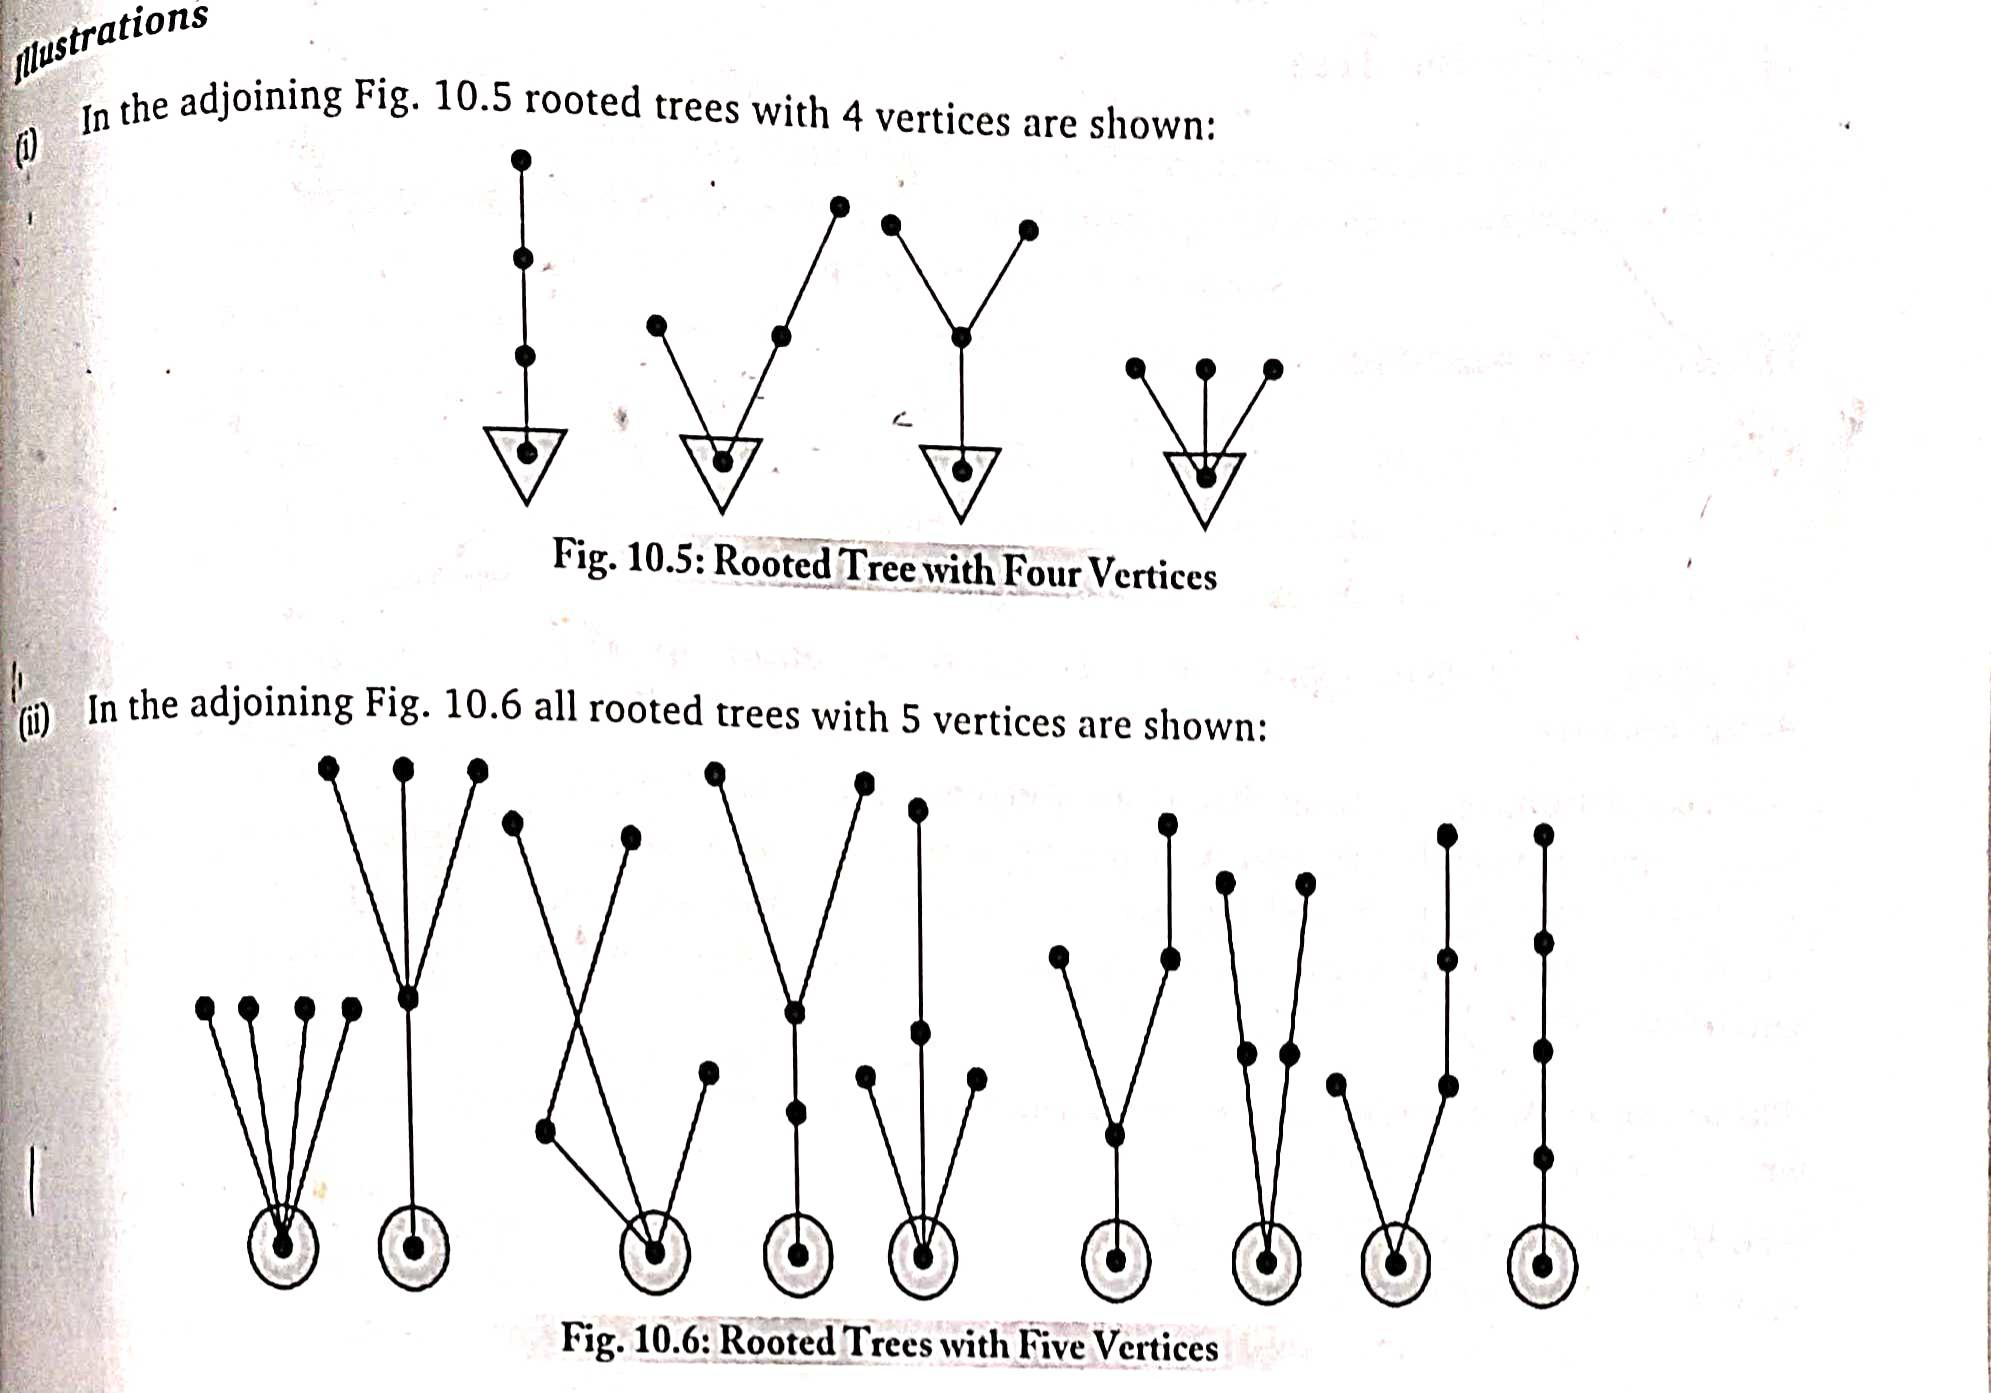 Illustrations
(i) In the adjoining Fig. 10.5 rooted trees with 4 vertices are shown:
Fig. 10.5: Rooted Tree with Four Vertices
(ii) In the adjoining Fig. 10.6 all rooted trees with 5 vertices are shown:
Fig. 10.6: Rooted Trees with Five Vertices